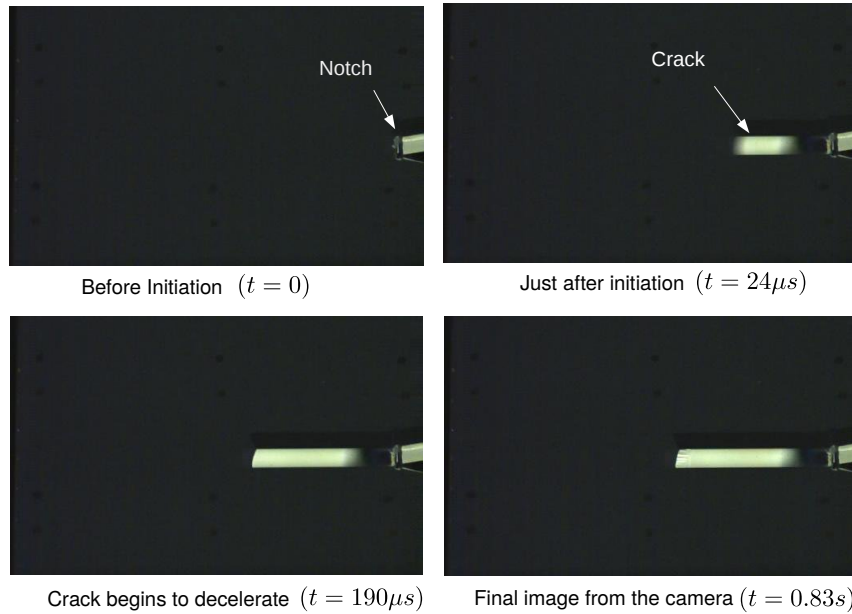 Notch
Crack
Before Initiation (t = 0)
Just after initiation (t = 24μs)
Crack begins to decelerate (t = 190μs)
Final image from the camera (t = 0.83s)